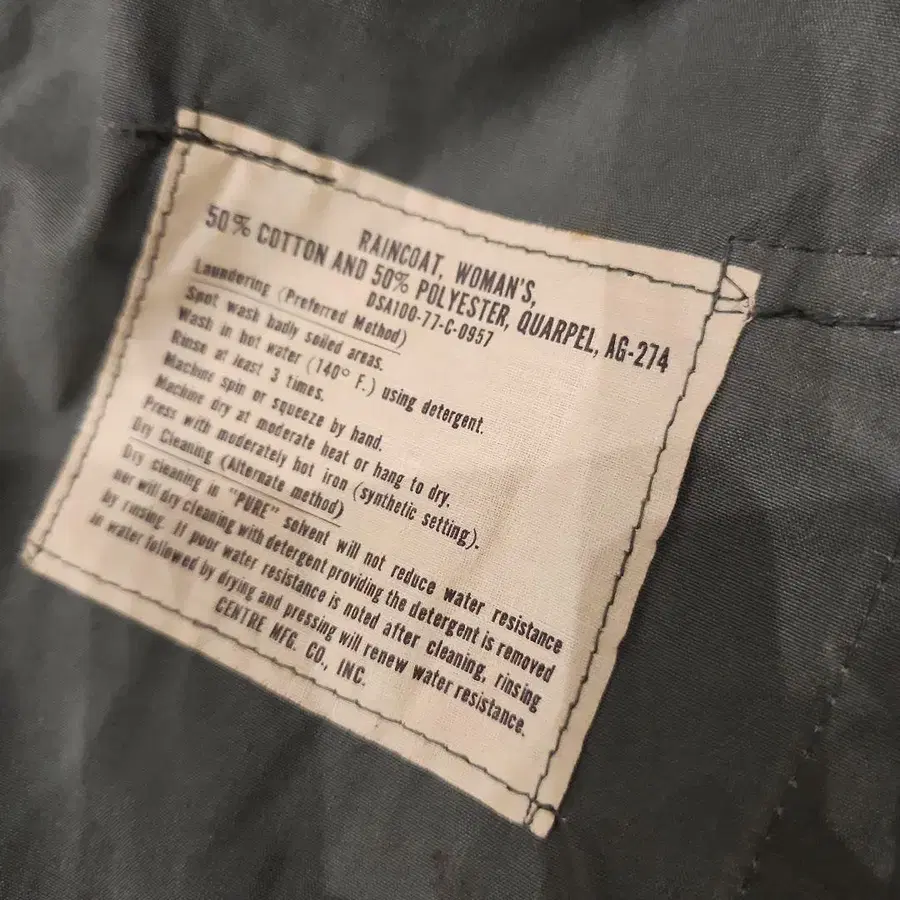 RAINCOAT, WOMAN'S,
50% COTTON AND 50% POLYESTER, QUARPEL, AG-274
DSA100-77-C-0957
Laundering (Preferred Method)
Spot wash badly soiled areas.
Wash in hot water (140° F.) using detergent.
Rinse at least 3 times.
Machine spin or squeeze by hand.
Machine dry at moderate heat or hang to dry.
Press with moderately hot iron (synthetic setting).
Dry Cleaning (Alternate method)
Dry cleaning in "PURE" solvent will not reduce water resistance
nor will dry cleaning with detergent providing the detergent is removed
by rinsing. If poor water resistance is noted after cleaning, rinsing
in water followed by drying and pressing will renew water resistance.
CENTRE MFG. CO., INC.